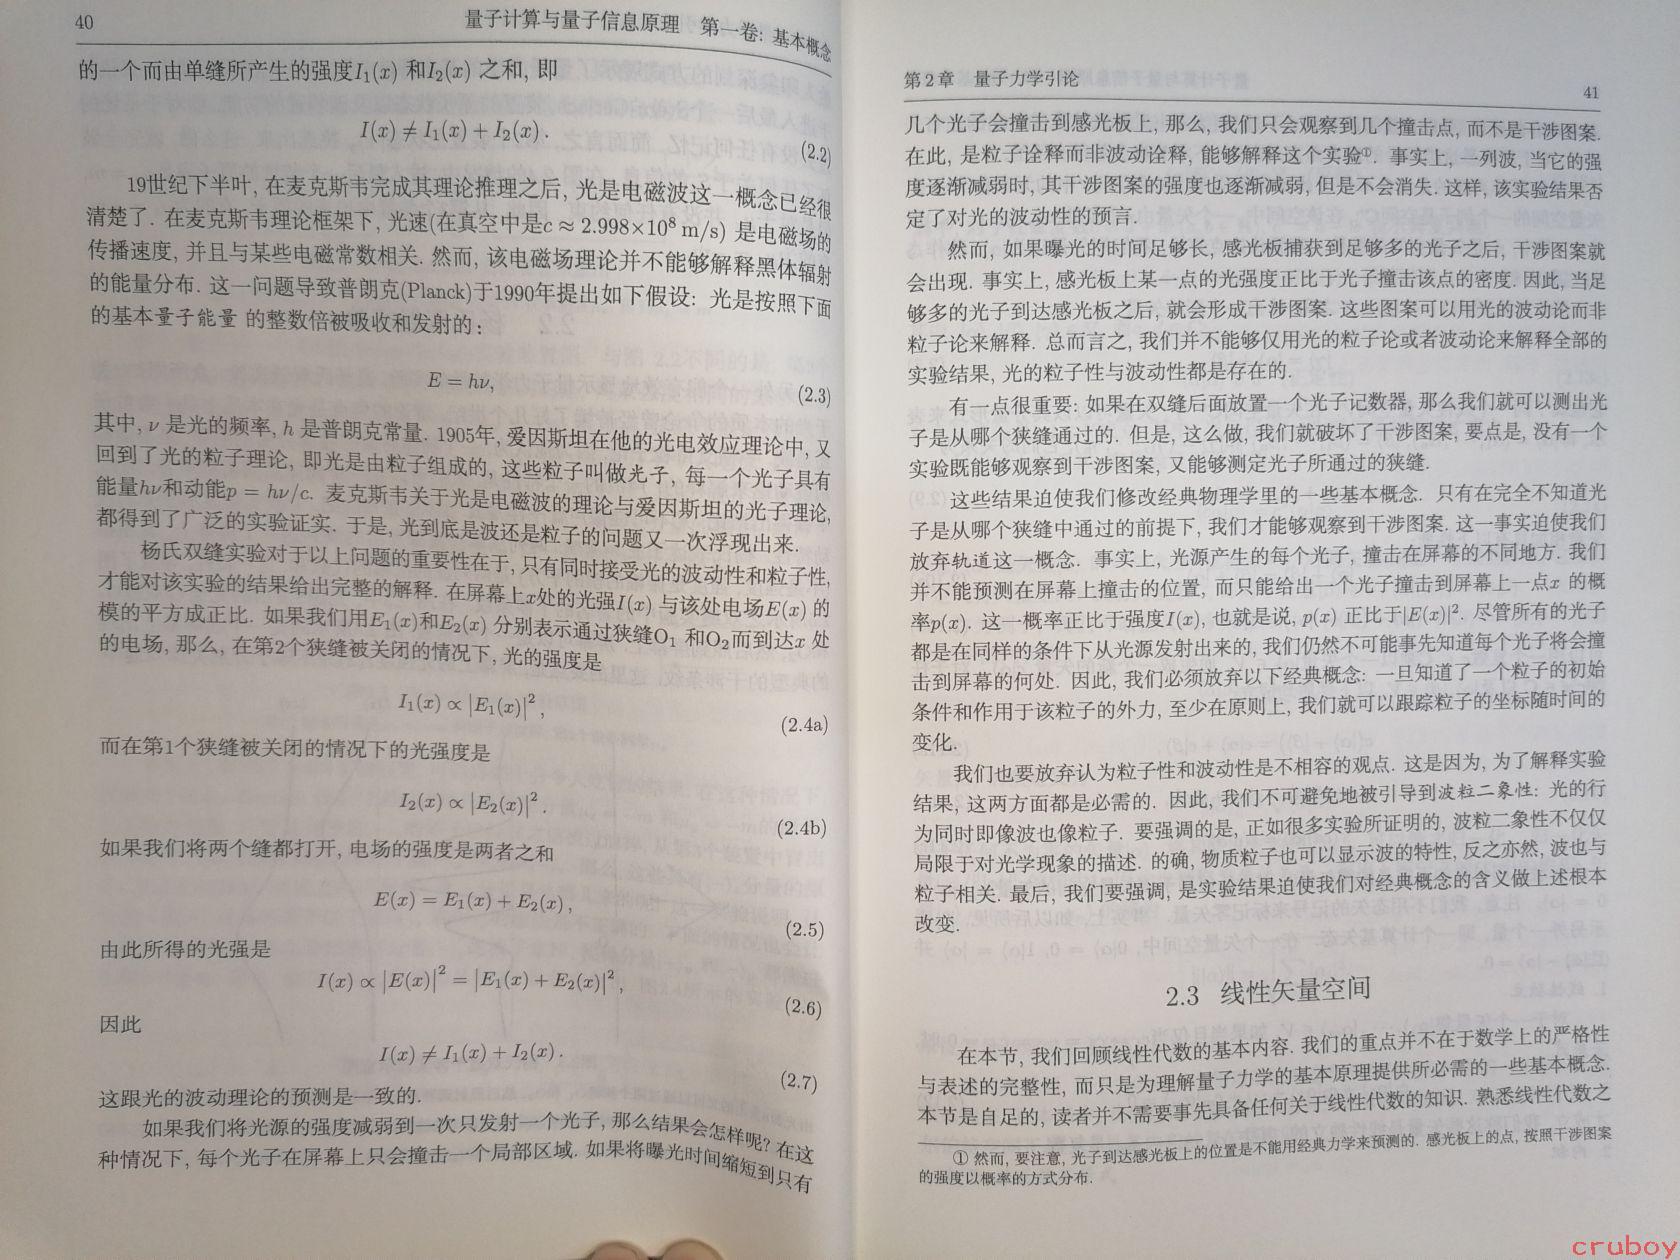 40 量子计算与量子信息原理 第一卷: 基本概念
的一个而由单缝所产生的强度I₁(x) 和I₂(x) 之和, 即
I(x) ≠ I₁(x) + I₂(x) .
(2.2)
19世纪下半叶, 在麦克斯韦完成其理论推理之后, 光是电磁波这一概念已经很
清楚了. 在麦克斯韦理论框架下, 光速(在真空中是c ≈ 2.998×10⁸ m/s) 是电磁场的
传播速度, 并且与某些电磁常数相关. 然而, 该电磁场理论并不能够解释黑体辐射
的能量分布. 这一问题导致普朗克(Planck)于1990年提出如下假设: 光是按照下面
的基本量子能量 的整数倍被吸收和发射的:
E = hν,
(2.3)
其中, ν 是光的频率, h 是普朗克常量. 1905年, 爱因斯坦在他的光电效应理论中, 又
回到了光的粒子理论, 即光是由粒子组成的, 这些粒子叫做光子, 每一个光子具有
能量hν和动能p = hν/c. 麦克斯韦关于光是电磁波的理论与爱因斯坦的光子理论,
都得到了广泛的实验证实. 于是, 光到底是波还是粒子的问题又一次浮现出来.
杨氏双缝实验对于以上问题的重要性在于, 只有同时接受光的波动性和粒子性,
才能对该实验的结果给出完整的解释. 在屏幕上x处的光强I(x) 与该处电场E(x) 的
模的平方成正比. 如果我们用E₁(x)和E₂(x) 分别表示通过狭缝O₁ 和O₂而到达x 处
的电场, 那么, 在第2个狭缝被关闭的情况下, 光的强度是
I₁(x) ∝ |E₁(x)|² ,
(2.4a)
而在第1个狭缝被关闭的情况下的光强度是
I₂(x) ∝ |E₂(x)|² .
(2.4b)
如果我们将两个缝都打开, 电场的强度是两者之和
E(x) = E₁(x) + E₂(x) ,
(2.5)
由此所得的光强是
I(x) ∝ |E(x)|² = |E₁(x) + E₂(x)|² ,
(2.6)
因此
I(x) ≠ I₁(x) + I₂(x) .
(2.7)
这跟光的波动理论的预测是一致的.
如果我们将光源的强度减弱到一次只发射一个光子, 那么结果会怎样呢? 在这
种情况下, 每个光子在屏幕上只会撞击一个局部区域. 如果将曝光时间缩短到只有
第2章 量子力学引论 41
几个光子会撞击到感光板上, 那么, 我们只会观察到几个撞击点, 而不是干涉图案.
在此, 是粒子诠释而非波动诠释, 能够解释这个实验①. 事实上, 一列波, 当它的强
度逐渐减弱时, 其干涉图案的强度也逐渐减弱, 但是不会消失. 这样, 该实验结果否
定了对光的波动性的预言.
然而, 如果曝光的时间足够长, 感光板捕获到足够多的光子之后, 干涉图案就
会出现. 事实上, 感光板上某一点的光强度正比于光子撞击该点的密度. 因此, 当足
够多的光子到达感光板之后, 就会形成干涉图案. 这些图案可以用光的波动论而非
粒子论来解释. 总而言之, 我们并不能够仅用光的粒子论或者波动论来解释全部的
实验结果, 光的粒子性与波动性都是存在的.
有一点很重要: 如果在双缝后面放置一个光子记数器, 那么我们就可以测出光
子是从哪个狭缝通过的. 但是, 这么做, 我们就破坏了干涉图案, 要点是, 没有一个
实验既能够观察到干涉图案, 又能够测定光子所通过的狭缝.
这些结果迫使我们修改经典物理学里的一些基本概念. 只有在完全不知道光
子是从哪个狭缝中通过的前提下, 我们才能够观察到干涉图案. 这一事实迫使我们
放弃轨道这一概念. 事实上, 光源产生的每个光子, 撞击在屏幕的不同地方. 我们
并不能预测在屏幕上撞击的位置, 而只能给出一个光子撞击到屏幕上一点x 的概
率p(x). 这一概率正比于强度I(x), 也就是说, p(x) 正比于|E(x)|². 尽管所有的光子
都是在同样的条件下从光源发射出来的, 我们仍然不可能事先知道每个光子将会撞
击到屏幕的何处. 因此, 我们必须放弃以下经典概念: 一旦知道了一个粒子的初始
条件和作用于该粒子的外力, 至少在原则上, 我们就可以跟踪粒子的坐标随时间的
变化.
我们也要放弃认为粒子性和波动性是不相容的观点. 这是因为, 为了解释实验
结果, 这两方面都是必需的. 因此, 我们不可避免地被引导到波粒二象性: 光的行
为同时即像波也像粒子. 要强调的是, 正如很多实验所证明的, 波粒二象性不仅仅
局限于对光学现象的描述. 的确, 物质粒子也可以显示波的特性, 反之亦然, 波也与
粒子相关. 最后, 我们要强调, 是实验结果迫使我们对经典概念的含义做上述根本
改变.
2.3 线性矢量空间
在本节, 我们回顾线性代数的基本内容. 我们的重点并不在于数学上的严格性
与表述的完整性, 而只是为理解量子力学的基本原理提供所必需的一些基本概念.
本节是自足的, 读者并不需要事先具备任何关于线性代数的知识. 熟悉线性代数之
① 然而, 要注意, 光子到达感光板上的位置是不能用经典力学来预测的. 感光板上的点, 按照干涉图案
的强度以概率的方式分布.
cruboy